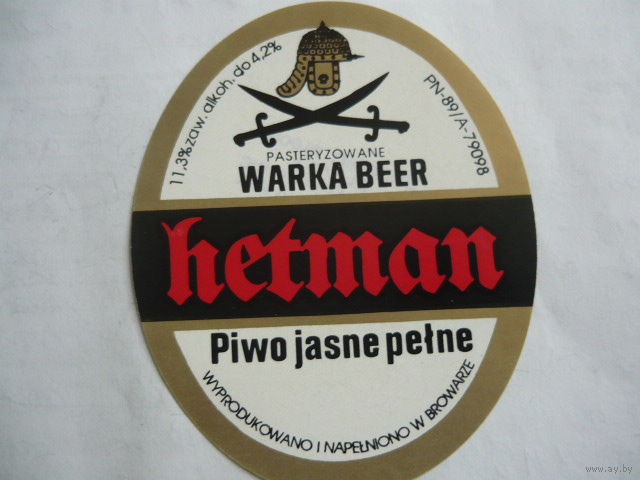 11,3% zaw. alkoh. do 4,2%
PN-89/A-79098
PASTERYZOWANE
WARKA BEER
hetman
Piwo jasne pełne
WYPRODUKOWANO I NAPEŁNIONO W BROWARZE
www.ay.by